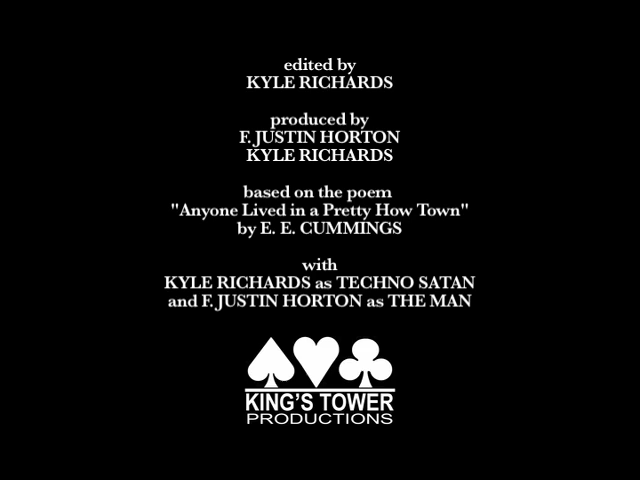 edited by
KYLE RICHARDS
produced by
F. JUSTIN HORTON
KYLE RICHARDS
based on the poem
"Anyone Lived in a Pretty How Town"
by E. E. CUMMINGS
with
KYLE RICHARDS as TECHNO SATAN
and F. JUSTIN HORTON as THE MAN
KING'S TOWER
PRODUCTIONS